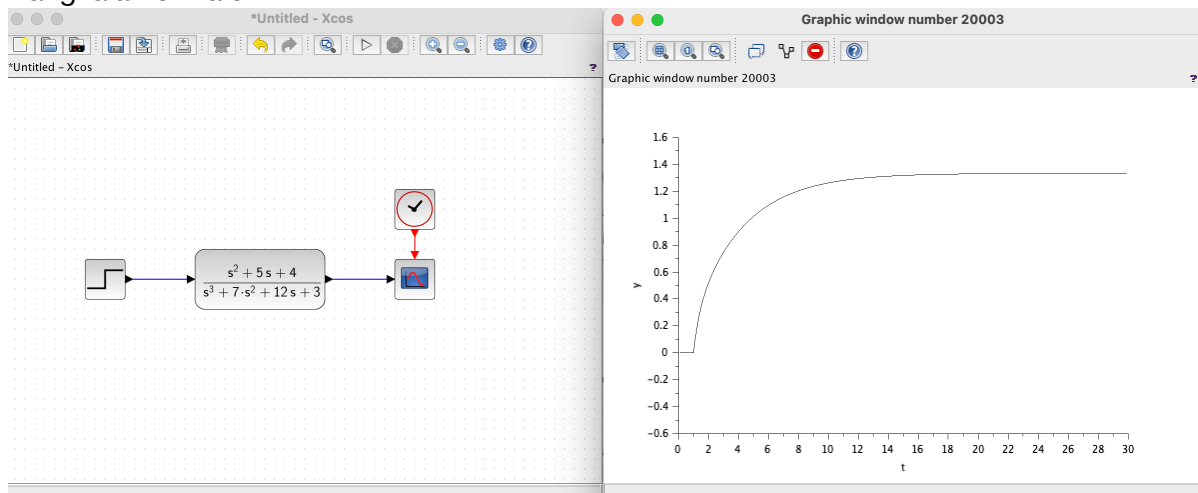 *Untitled - Xcos
*Untitled – Xcos
?
s² + 5 s + 4
s³ + 7·s² + 12 s + 3
Graphic window number 20003
Graphic window number 20003
?
1.6
1.4
1.2
1
0.8
0.6
0.4
0.2
0
−0.2
−0.4
−0.6
y
0 2 4 6 8 10 12 14 16 18 20 22 24 26 28 30
t